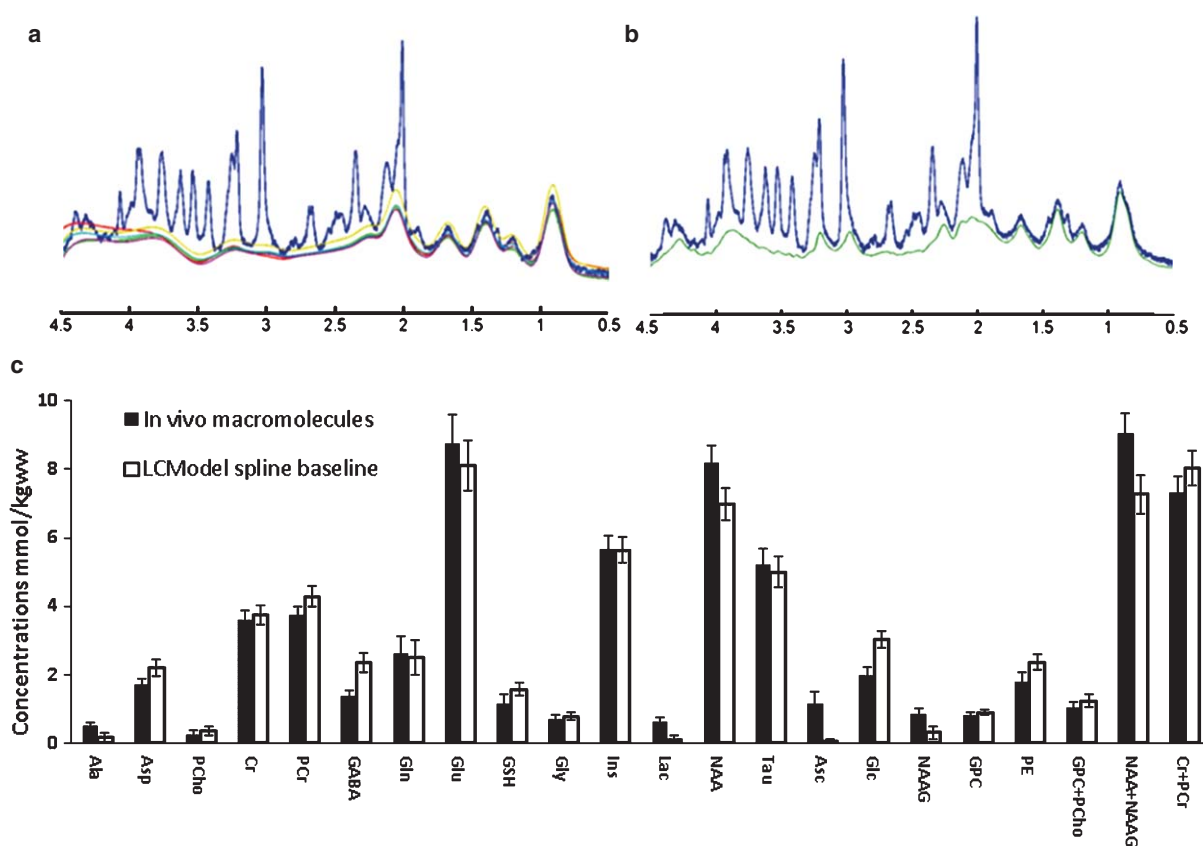 a
b
4.5 4 3.5 3 2.5 2 1.5 1 0.5
4.5 4 3.5 3 2.5 2 1.5 1 0.5
c
Concentrations mmol/kgww
10
8
6
4
2
0
In vivo macromolecules
LCModel spline baseline
Ala
Asp
PCho
Cr
PCr
GABA
Gln
Glu
GSH
Gly
Ins
Lac
NAA
Tau
Asc
Glc
NAAG
GPC
PE
GPC+PCho
NAA+NAAG
Cr+PCr